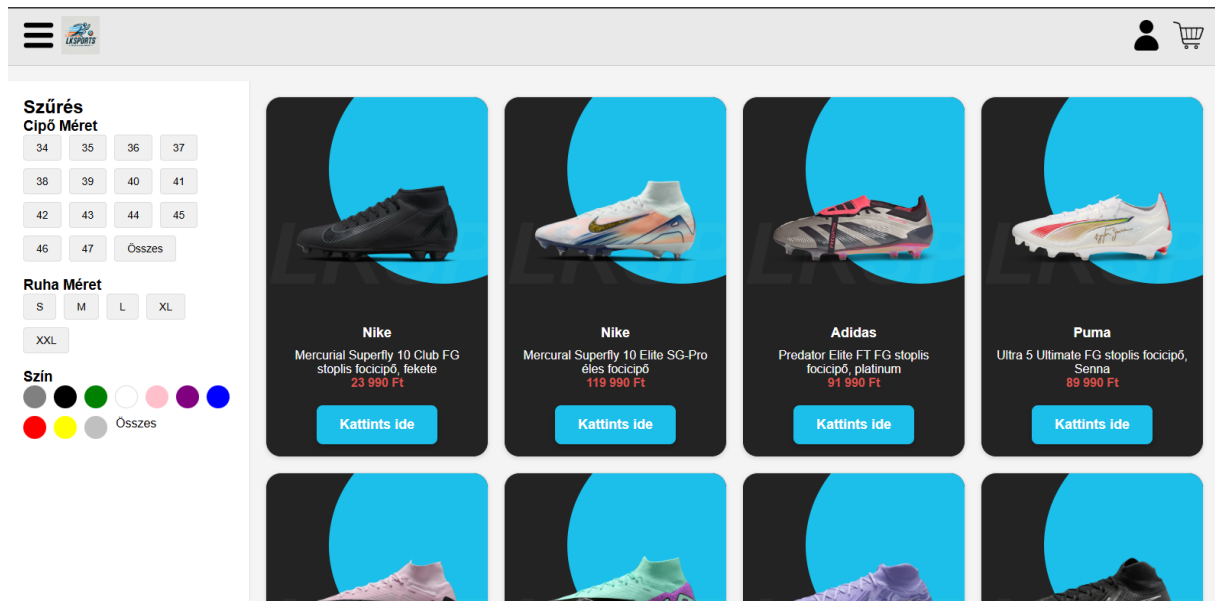 LKSPORTS
Szűrés
Cipő Méret
34 35 36 37
38 39 40 41
42 43 44 45
46 47 Összes
Ruha Méret
S M L XL
XXL
Szín
Összes
LKSP
Nike
Mercurial Superfly 10 Club FG
stoplis focicipő, fekete
23 990 Ft
Kattints ide
LKSP
Nike
Mercural Superfly 10 Elite SG-Pro
éles focicipő
119 990 Ft
Kattints ide
LKSP
Adidas
Predator Elite FT FG stoplis
focicipő, platinum
91 990 Ft
Kattints ide
LKSP
Puma
Ultra 5 Ultimate FG stoplis focicipő,
Senna
89 990 Ft
Kattints ide